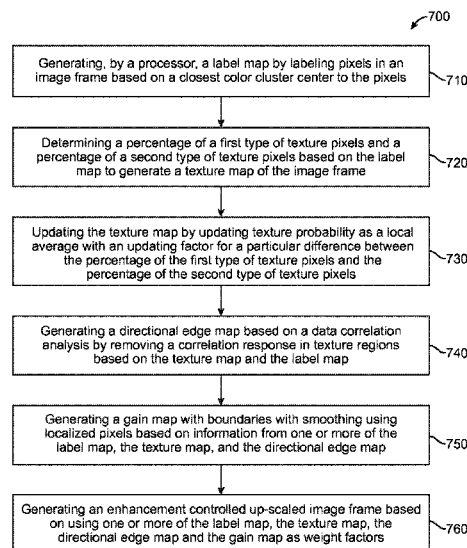 700
Generating, by a processor, a label map by labeling pixels in an
image frame based on a closest color cluster center to the pixels
710
Determining a percentage of a first type of texture pixels and a
percentage of a second type of texture pixels based on the label
map to generate a texture map of the image frame
720
Updating the texture map by updating texture probability as a local
average with an updating factor for a particular difference between
the percentage of the first type of texture pixels and the
percentage of the second type of texture pixels
730
Generating a directional edge map based on a data correlation
analysis by removing a correlation response in texture regions
based on the texture map and the label map
740
Generating a gain map with boundaries with smoothing using
localized pixels based on information from one or more of the
label map, the texture map, and the directional edge map
750
Generating an enhancement controlled up-scaled image frame based
on using one or more of the label map, the texture map, the
directional edge map and the gain map as weight factors
760